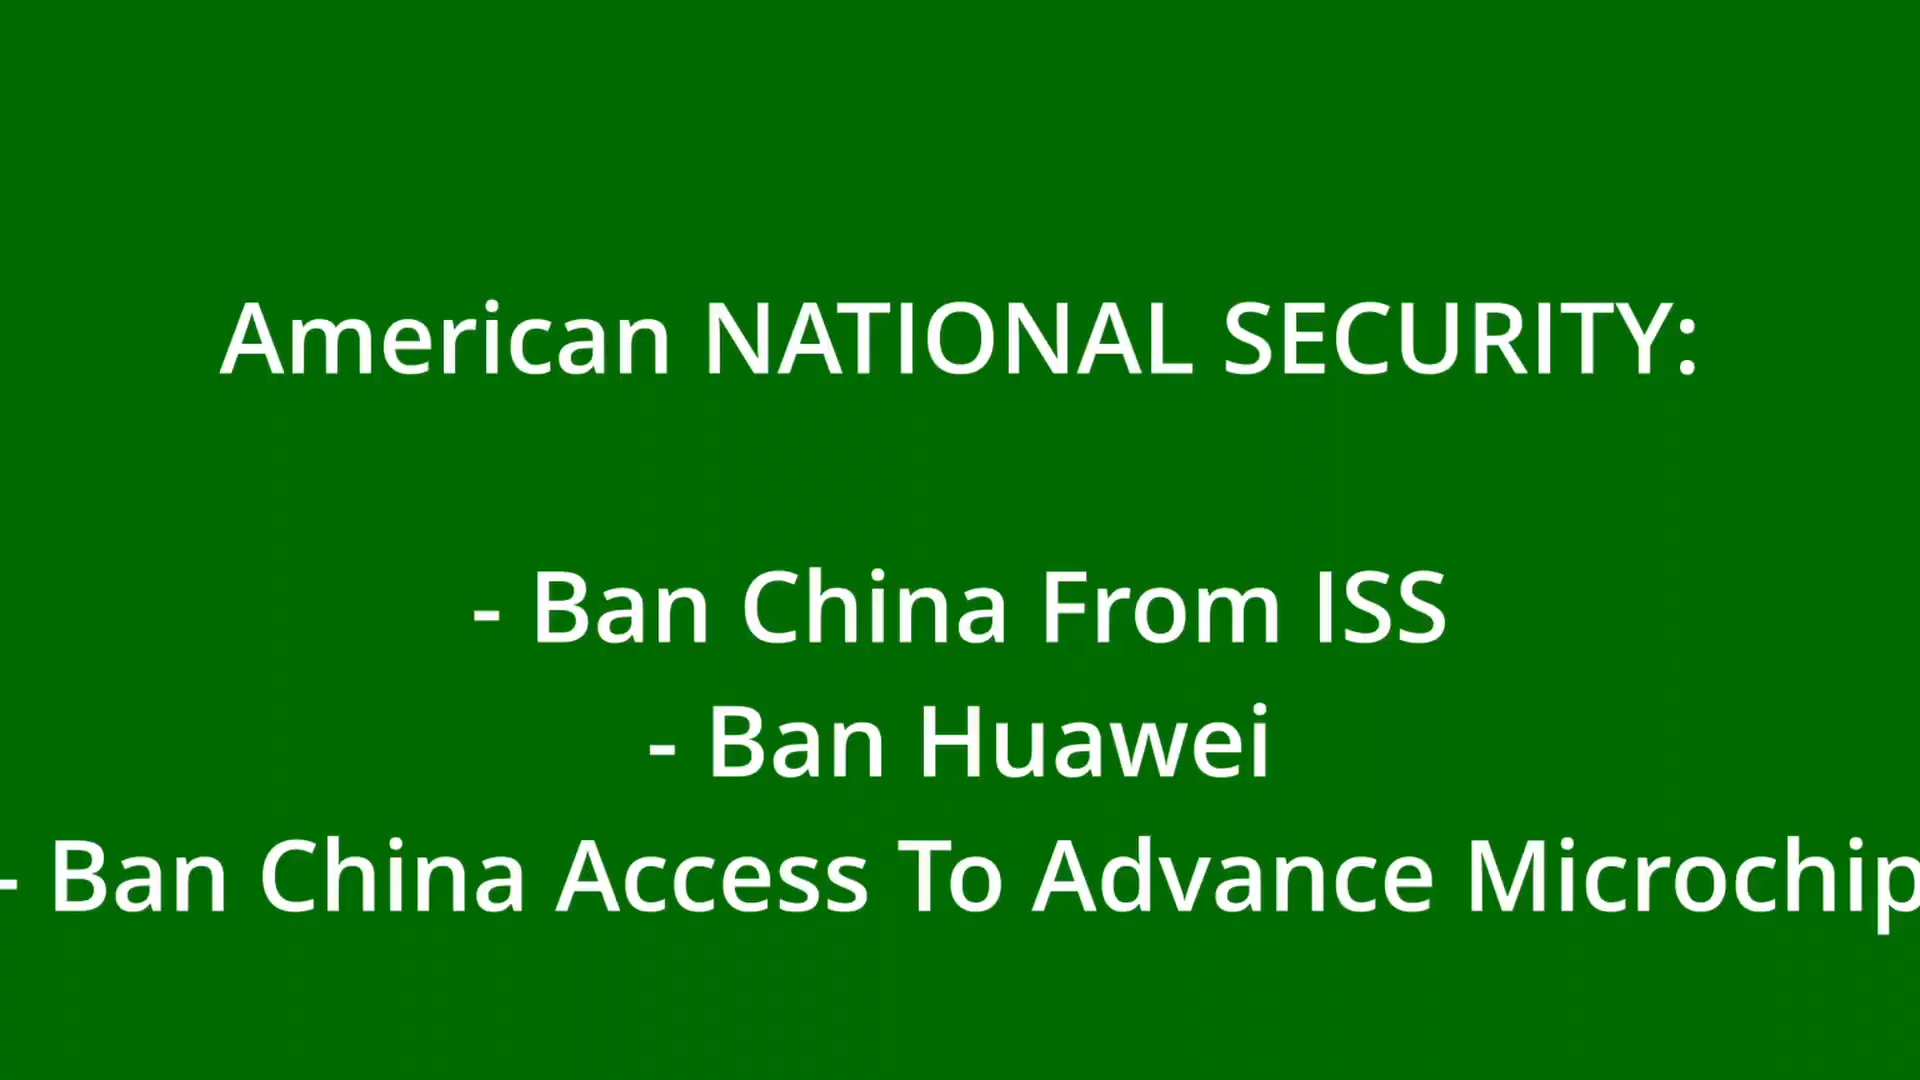 American NATIONAL SECURITY:
- Ban China From ISS
- Ban Huawei
- Ban China Access To Advance Microchip